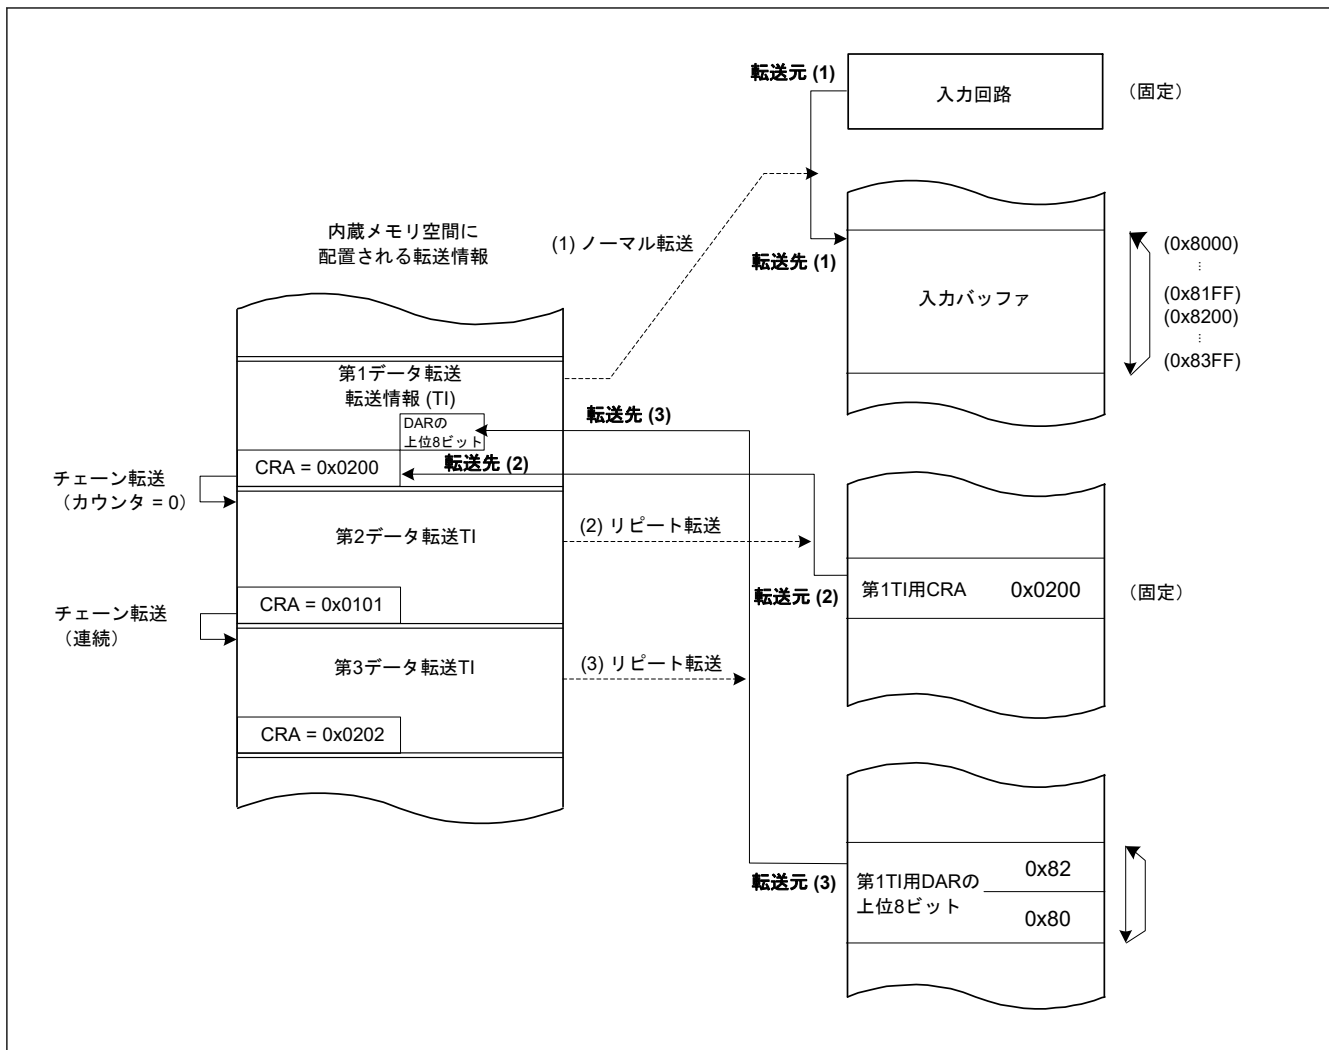 転送元 (1)
入力回路
（固定）
内蔵メモリ空間に
配置される転送情報
(1) ノーマル転送
転送先 (1)
入力バッファ
(0x8000)
⋮
(0x81FF)
(0x8200)
⋮
(0x83FF)
第1データ転送
転送情報 (TI)
DARの
上位8ビット
転送先 (3)
CRA = 0x0200
転送先 (2)
チェーン転送
（カウンタ = 0）
第2データ転送TI
(2) リピート転送
転送元 (2)
第1TI用CRA 0x0200
（固定）
CRA = 0x0101
チェーン転送
（連続）
第3データ転送TI
(3) リピート転送
CRA = 0x0202
転送元 (3)
第1TI用DARの
上位8ビット
0x82
0x80